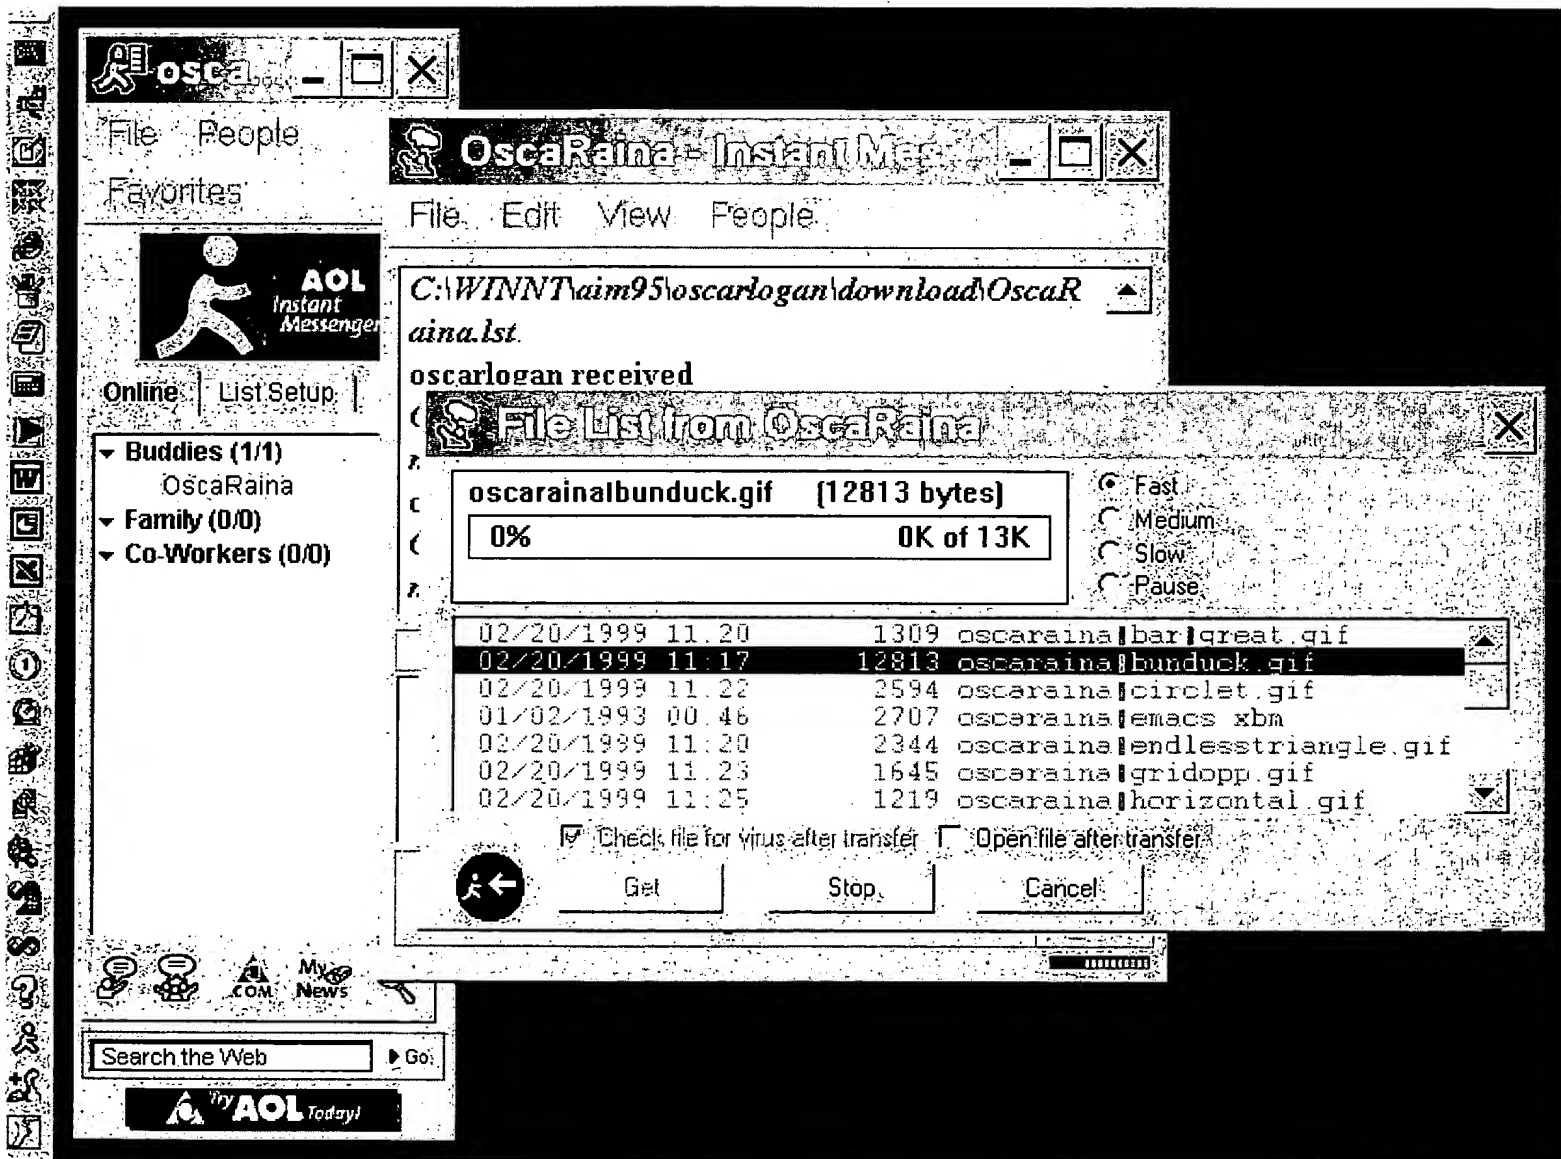 osca...
File People
Favorites
AOL
Instant
Messenger
Online List Setup
Buddies (1/1)
OscaRaina
Family (0/0)
Co-Workers (0/0)
.COM
My
News
Search the Web
Go
Try AOL Today!
OscaRaina - Instant Mes...
File Edit View People
C:\WINNT\aim95\oscarlogan\download\OscaR
aina.lst.
oscarlogan received
File List from OscaRaina
oscarainalbunduck.gif (12813 bytes)
0% 0K of 13K
Fast
Medium
Slow
Pause
02/20/1999 11:20 1309 oscaraina|bar|great.gif
02/20/1999 11:17 12813 oscaraina|bunduck.gif
02/20/1999 11:22 2594 oscaraina|circlet.gif
01/02/1993 00:46 2707 oscaraina|emacs xbm
02/20/1999 11:20 2344 oscaraina|endlesstriangle.gif
02/20/1999 11:23 1645 oscaraina|gridopp.gif
02/20/1999 11:25 1219 oscaraina|horizontal.gif
Check file for virus after transfer Open file after transfer
Get Stop Cancel